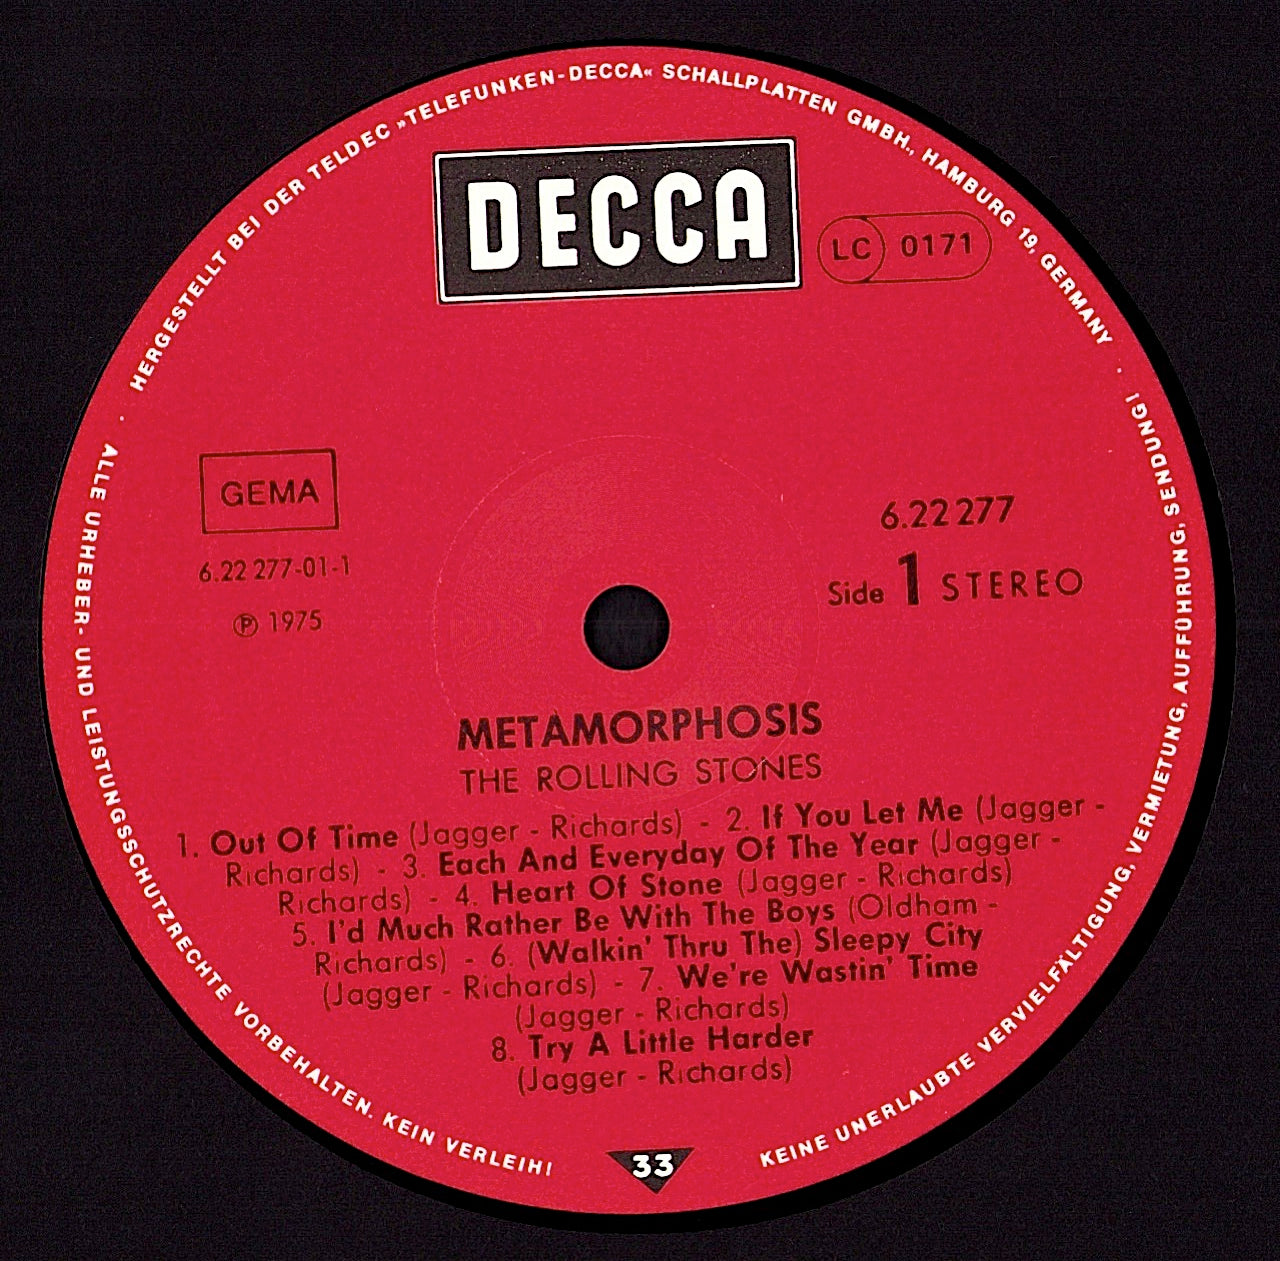 HERGESTELLT BEI DER TELDEC »TELEFUNKEN-DECCA« SCHALLPLATTEN GMBH., HAMBURG 19, GERMANY ·
DECCA
LC 0171
GEMA
6.22 277-01-1
℗ 1975
6.22 277
Side 1 STEREO
METAMORPHOSIS
THE ROLLING STONES
1. Out Of Time (Jagger - Richards) - 2. If You Let Me (Jagger -
Richards) - 3. Each And Everyday Of The Year (Jagger -
Richards) - 4. Heart Of Stone (Jagger - Richards)
5. I'd Much Rather Be With The Boys (Oldham -
Richards) - 6. (Walkin' Thru The) Sleepy City
(Jagger - Richards) - 7. We're Wastin' Time
(Jagger - Richards)
8. Try A Little Harder
(Jagger - Richards)
33
ALLE URHEBER- UND LEISTUNGSSCHUTZRECHTE VORBEHALTEN. KEIN VERLEIH!
KEINE UNERLAUBTE VERVIELFÄLTIGUNG, VERMIETUNG, AUFFÜHRUNG, SENDUNG!